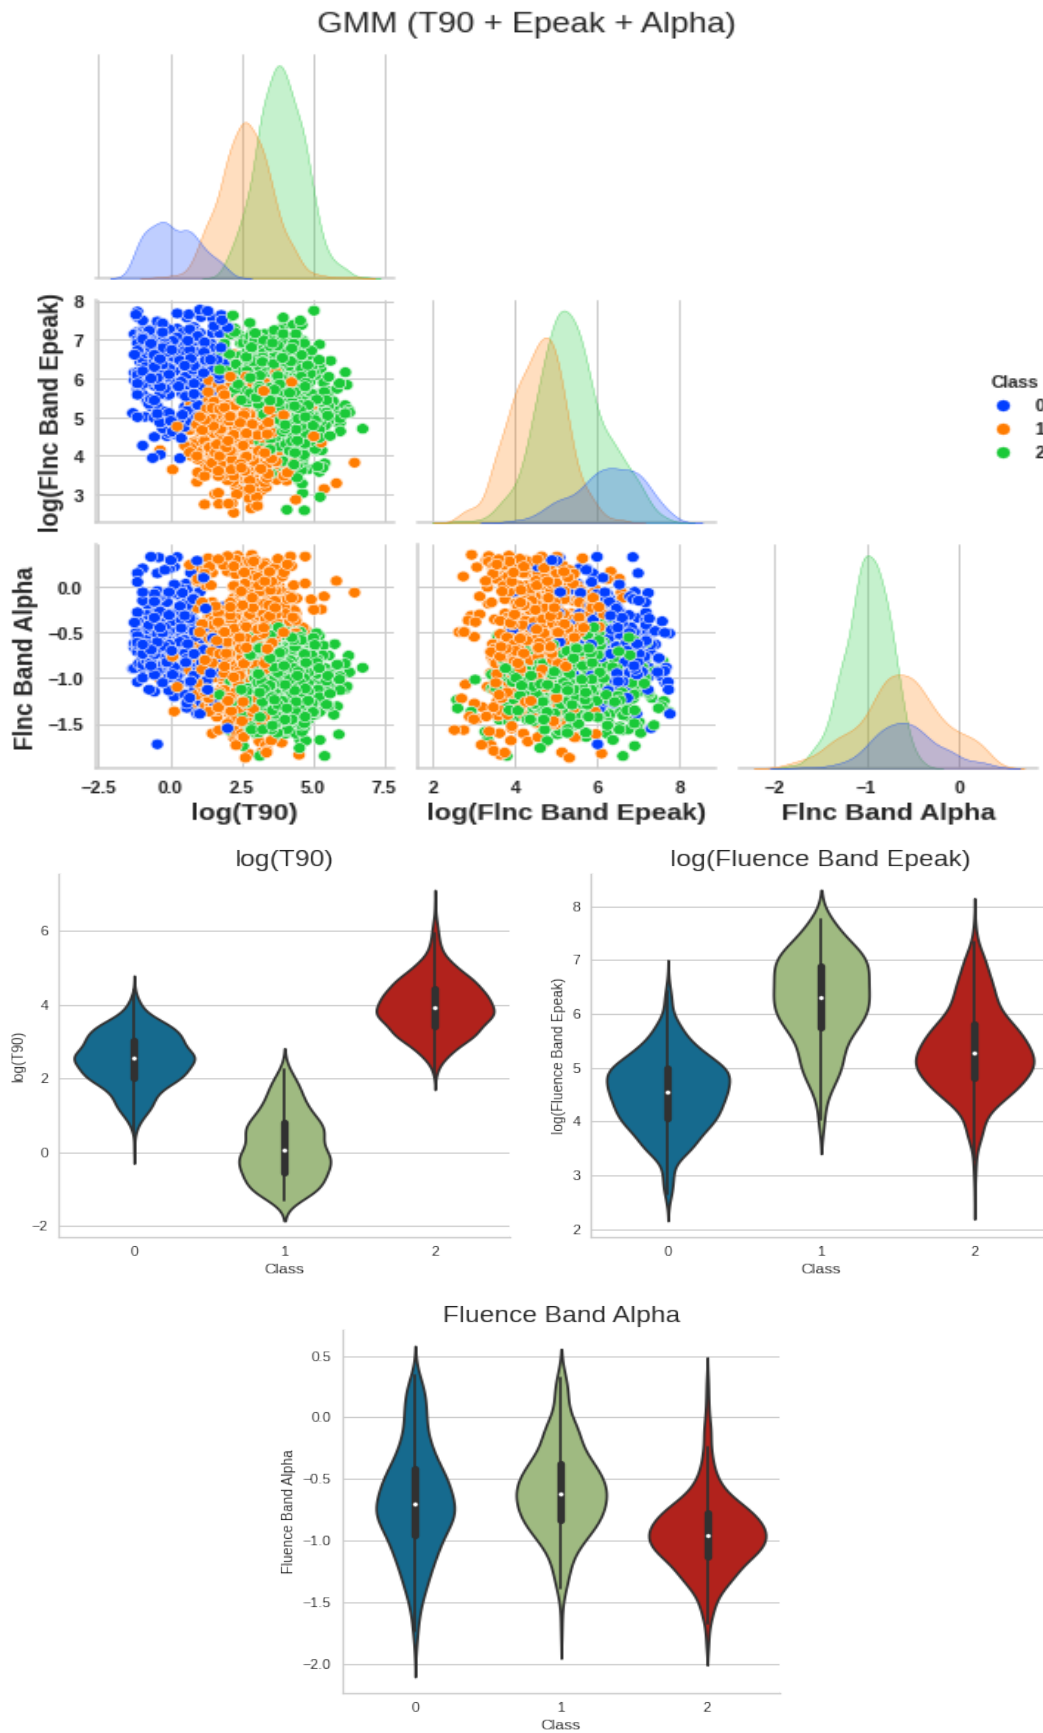 GMM (T90 + Epeak + Alpha)
log(Flnc Band Epeak)
8
7
6
5
4
3
Class
0
1
2
Flnc Band Alpha
0.0
−0.5
−1.0
−1.5
−2.5 0.0 2.5 5.0 7.5
2 4 6 8
−2 −1 0
log(T90)
log(Flnc Band Epeak)
Flnc Band Alpha
log(T90)
log(T90)
6
4
2
0
−2
0 1 2
Class
log(Fluence Band Epeak)
log(Fluence Band Epeak)
8
7
6
5
4
3
2
0 1 2
Class
Fluence Band Alpha
Fluence Band Alpha
0.5
0.0
−0.5
−1.0
−1.5
−2.0
0 1 2
Class